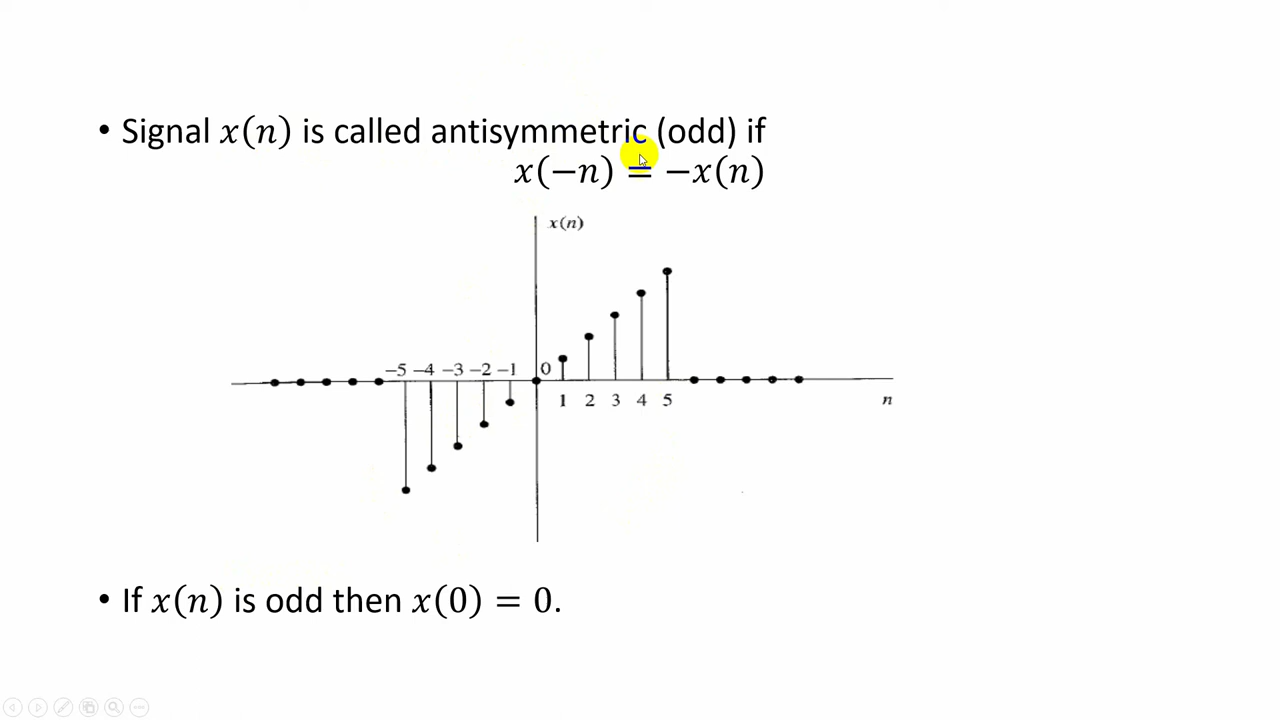 • Signal x(n) is called antisymmetric (odd) if
x(−n) = −x(n)
x(n)
−5 −4 −3 −2 −1 0
1 2 3 4 5 n
• If x(n) is odd then x(0) = 0.